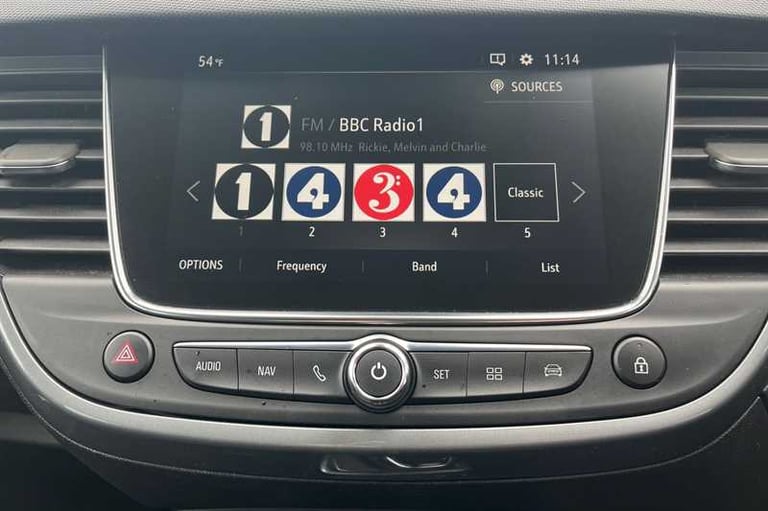 54 °F 11:14
SOURCES
1 FM / BBC Radio1
98.10 MHz Rickie, Melvin and Charlie
1 4 3: 4 Classic
1 2 3 4 5
OPTIONS Frequency Band List
AUDIO NAV SET